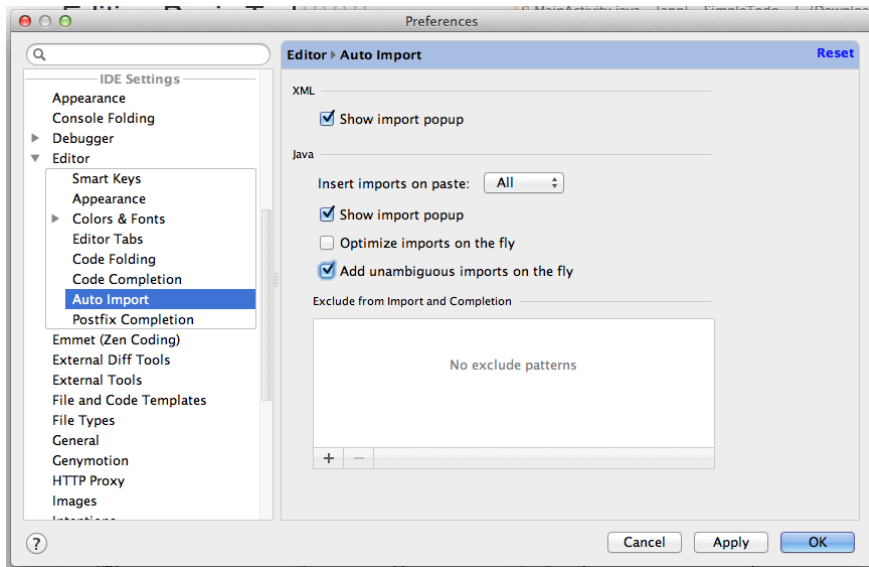 Preferences
Editor ▸ Auto Import
Reset
IDE Settings
Appearance
Console Folding
Debugger
Editor
Smart Keys
Appearance
Colors & Fonts
Editor Tabs
Code Folding
Code Completion
Auto Import
Postfix Completion
Emmet (Zen Coding)
External Diff Tools
External Tools
File and Code Templates
File Types
General
Genymotion
HTTP Proxy
Images
XML
Show import popup
Java
Insert imports on paste: All
Show import popup
Optimize imports on the fly
Add unambiguous imports on the fly
Exclude from Import and Completion
No exclude patterns
+ −
?
Cancel
Apply
OK